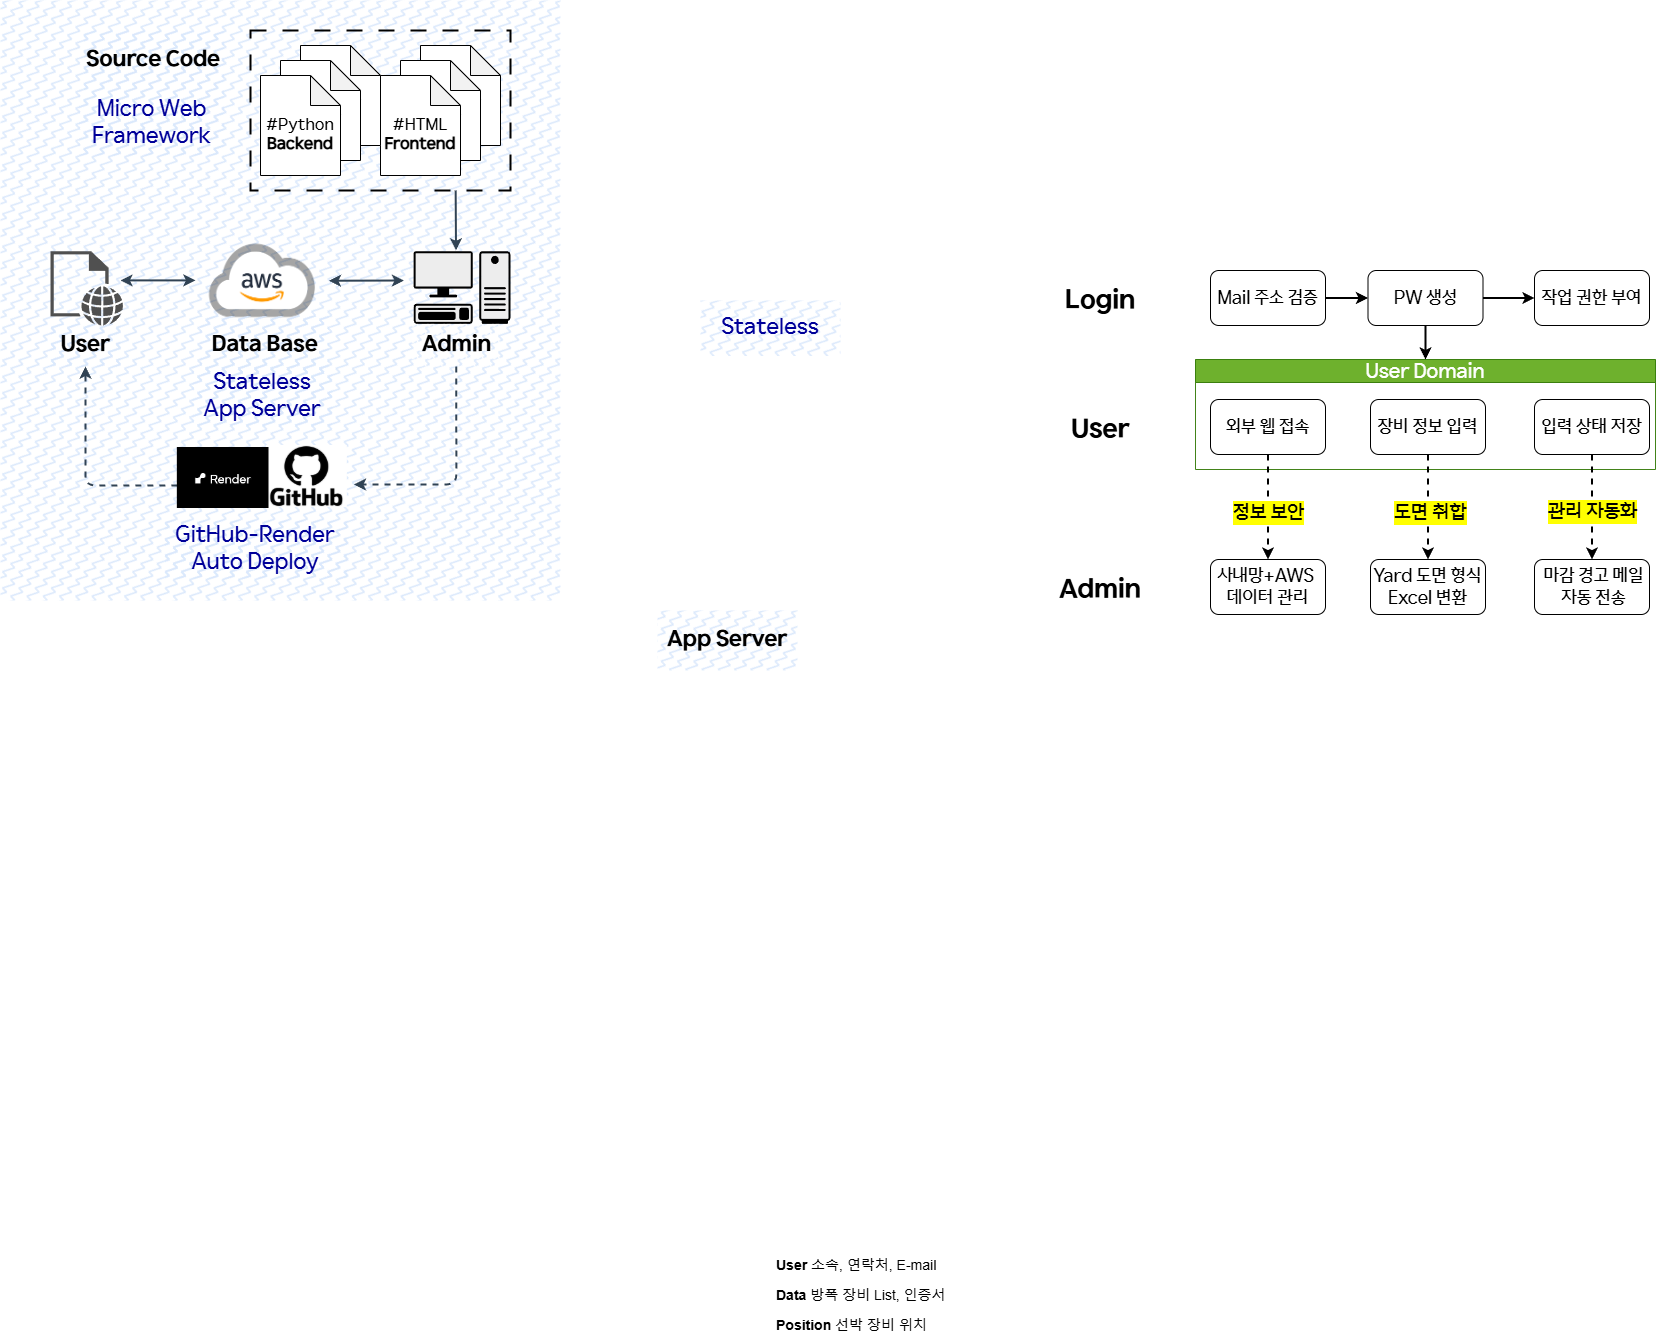 Source Code
Micro Web
Framework
#Python
Backend
#HTML
Frontend
aws
User
Data Base
Admin
Stateless
App Server
Render
GitHub
GitHub-Render
Auto Deploy
Stateless
App Server
Login
Mail 주소 검증
PW 생성
작업 권한 부여
User Domain
User
외부 웹 접속
장비 정보 입력
입력 상태 저장
정보 보안
도면 취합
관리 자동화
Admin
사내망+AWS
데이터 관리
Yard 도면 형식
Excel 변환
마감 경고 메일
자동 전송
User 소속, 연락처, E-mail
Data 방폭 장비 List, 인증서
Position 선박 장비 위치